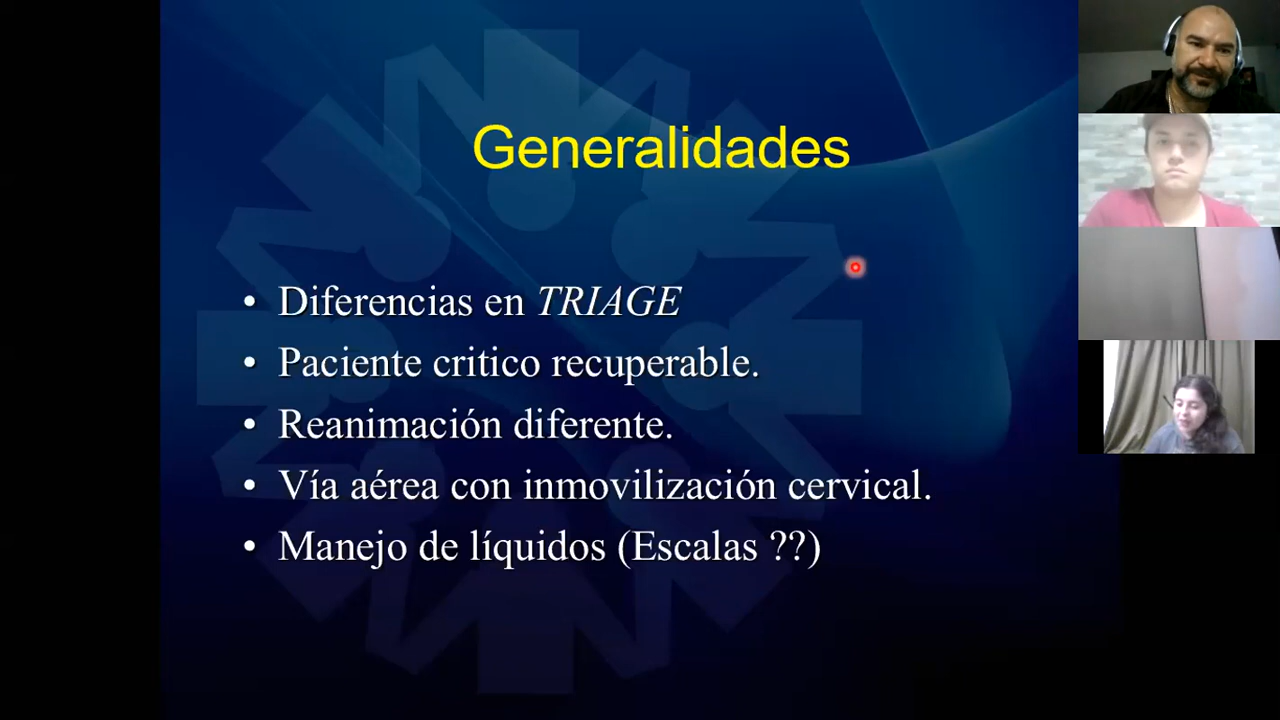 Generalidades
• Diferencias en TRIAGE
• Paciente critico recuperable.
• Reanimación diferente.
• Vía aérea con inmovilización cervical.
• Manejo de líquidos (Escalas ??)